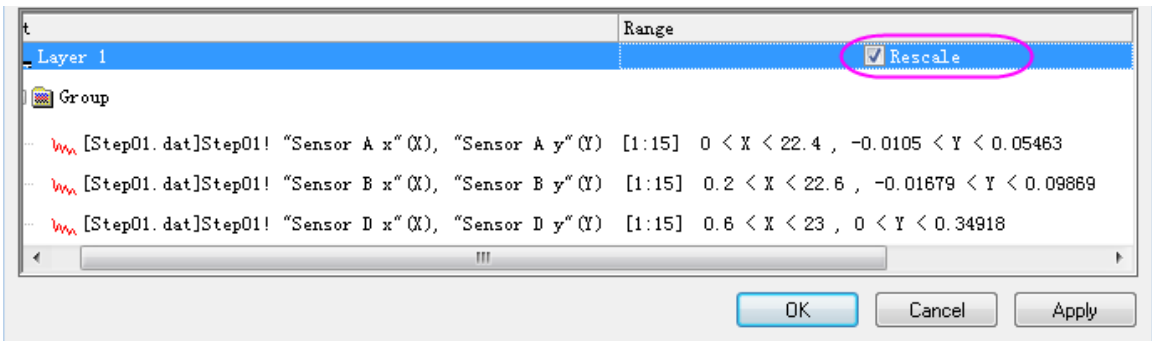 t Range
Layer 1 Rescale
Group
[Step01.dat]Step01! "Sensor A x"(X), "Sensor A y"(Y) [1:15] 0 < X < 22.4 , -0.0105 < Y < 0.05463
[Step01.dat]Step01! "Sensor B x"(X), "Sensor B y"(Y) [1:15] 0.2 < X < 22.6 , -0.01679 < Y < 0.09869
[Step01.dat]Step01! "Sensor D x"(X), "Sensor D y"(Y) [1:15] 0.6 < X < 23 , 0 < Y < 0.34918
OK Cancel Apply